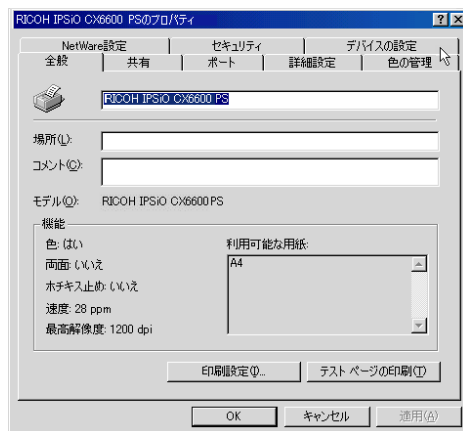 RICOH IPSiO CX6600 PSのプロパティ
NetWare設定 セキュリティ デバイスの設定
全般 共有 ポート 詳細設定 色の管理
RICOH IPSiO CX6600 PS
場所(L):
コメント(C):
モデル(O): RICOH IPSiO CX6600 PS
機能
色: はい 利用可能な用紙:
両面: いいえ A4
ホチキス止め: いいえ
速度: 28 ppm
最高解像度: 1200 dpi
印刷設定(I)... テスト ページの印刷(T)
OK キャンセル 適用(A)